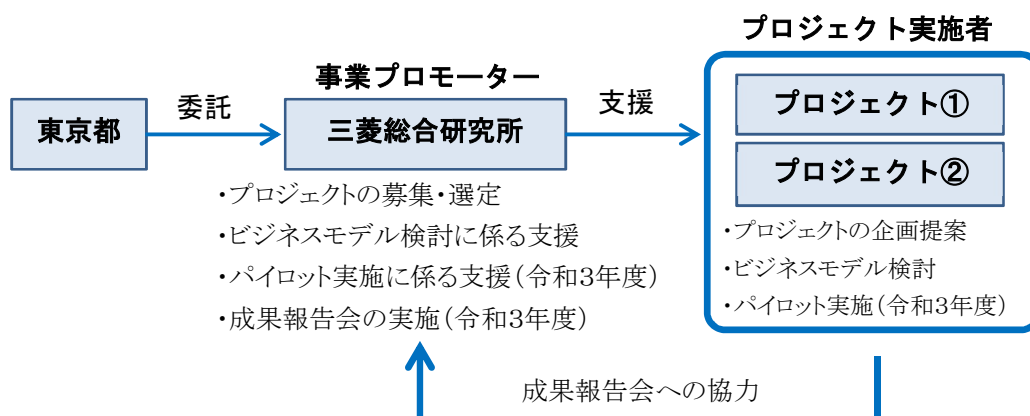 プロジェクト実施者
事業プロモーター
東京都
委託
三菱総合研究所
支援
プロジェクト①
プロジェクト②
・プロジェクトの募集・選定
・ビジネスモデル検討に係る支援
・パイロット実施に係る支援(令和3年度)
・成果報告会の実施(令和3年度)
・プロジェクトの企画提案
・ビジネスモデル検討
・パイロット実施(令和3年度)
成果報告会への協力